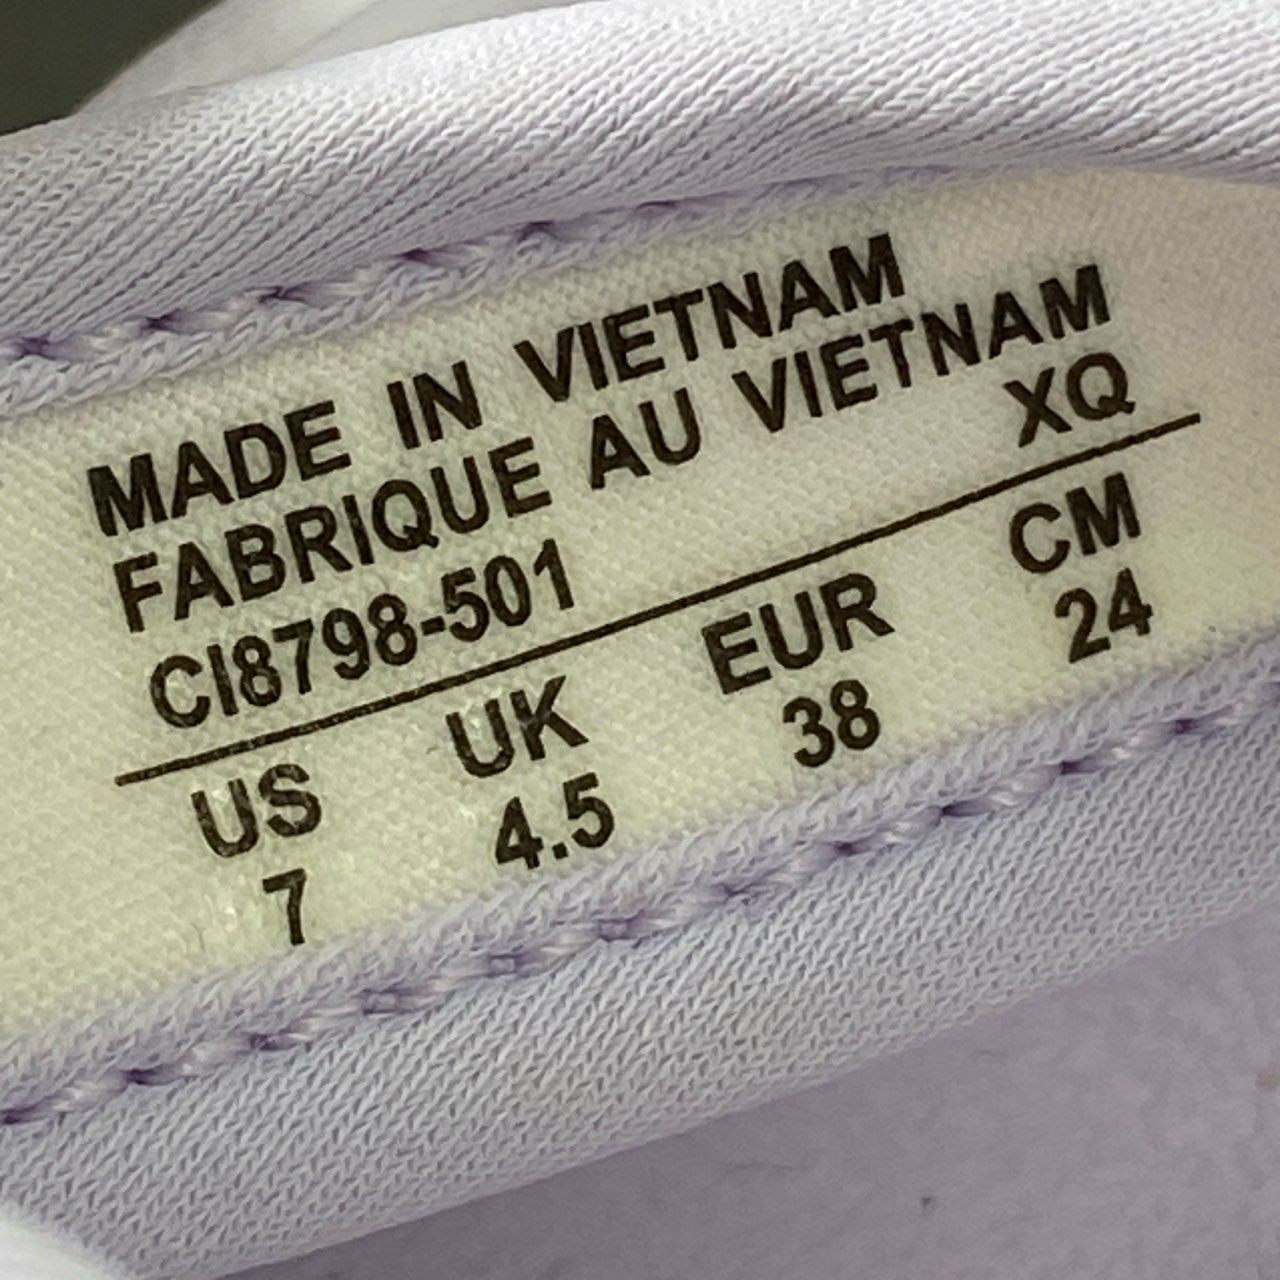 MADE IN VIETNAM
FABRIQUE AU VIETNAM
CI8798-501 XQ
US UK EUR CM
7 4.5 38 24